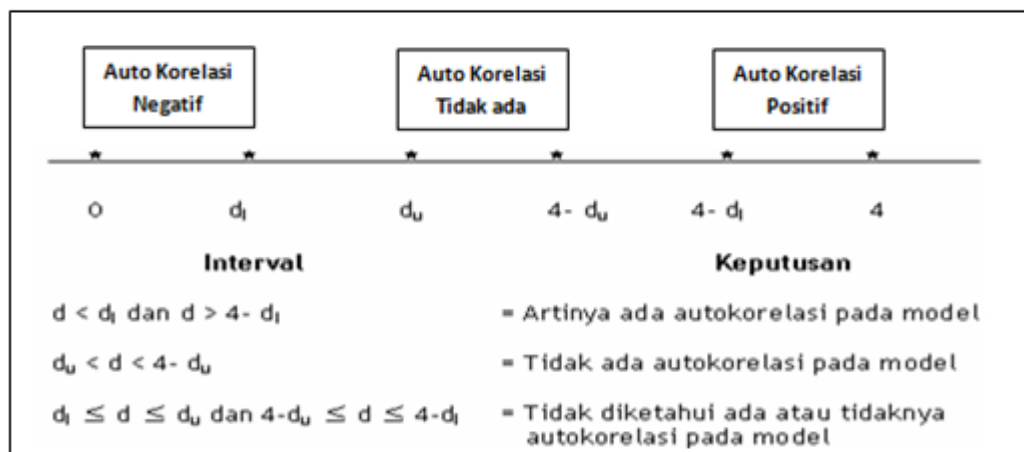 Auto Korelasi Negatif
Auto Korelasi Tidak ada
Auto Korelasi Positif
* * * * * *
0 dₗ dᵤ 4- dᵤ 4- dₗ 4
Interval Keputusan
d < dₗ dan d > 4- dₗ = Artinya ada autokorelasi pada model
dᵤ < d < 4- dᵤ = Tidak ada autokorelasi pada model
dₗ ≤ d ≤ dᵤ dan 4-dᵤ ≤ d ≤ 4-dₗ = Tidak diketahui ada atau tidaknya
autokorelasi pada model